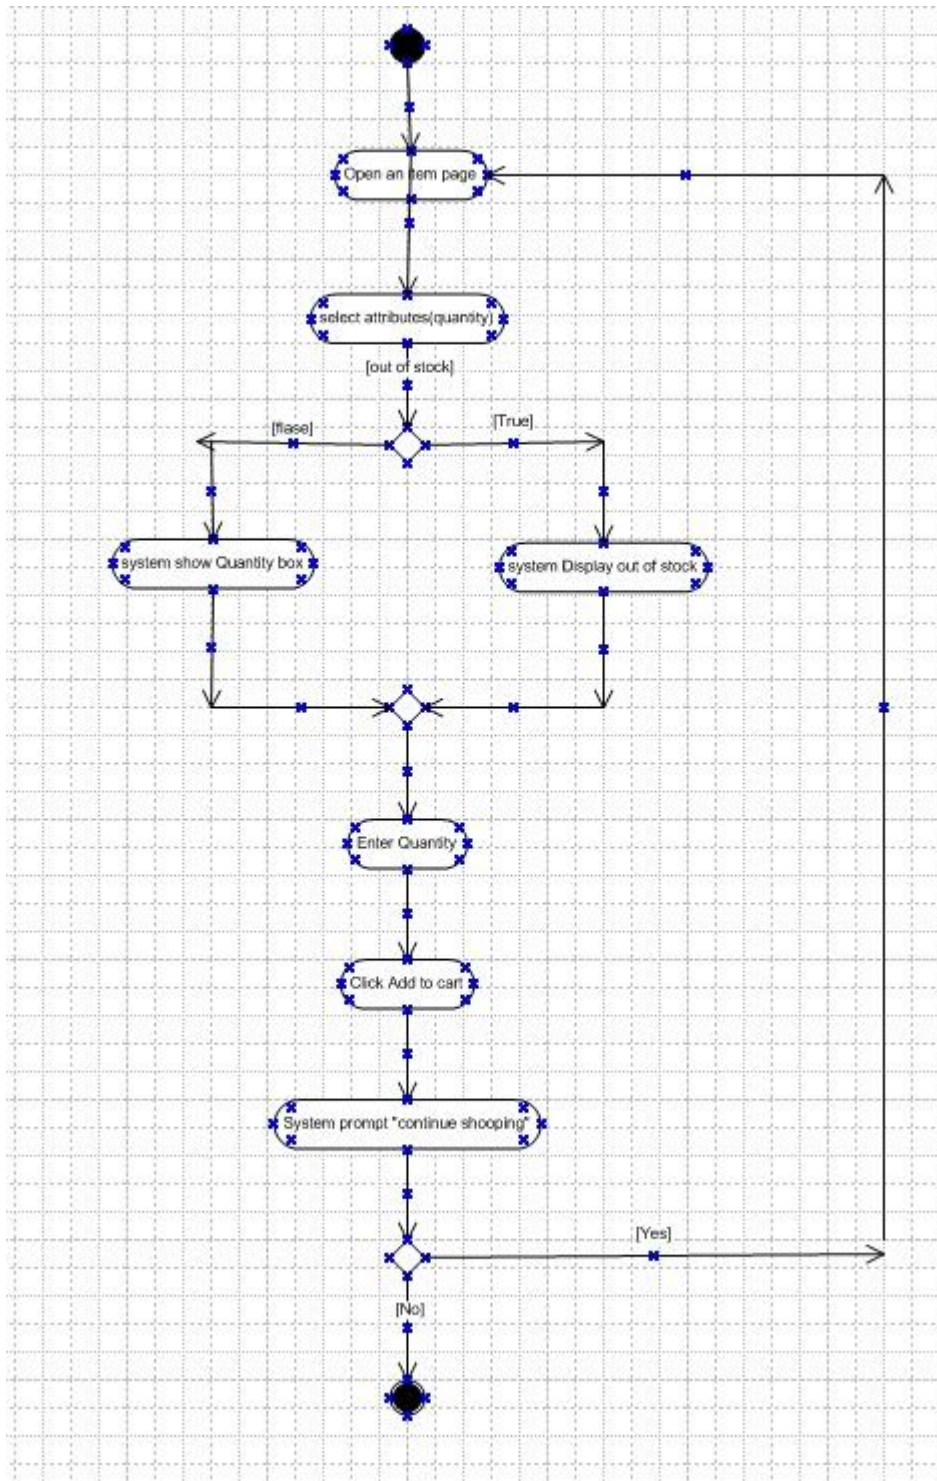 Open an item page
select attributes(quantity)
[out of stock]
[flase]
[True]
system show Quantity box
system Display out of stock
Enter Quantity
Click Add to cart
System prompt "continue shooping"
[Yes]
[No]